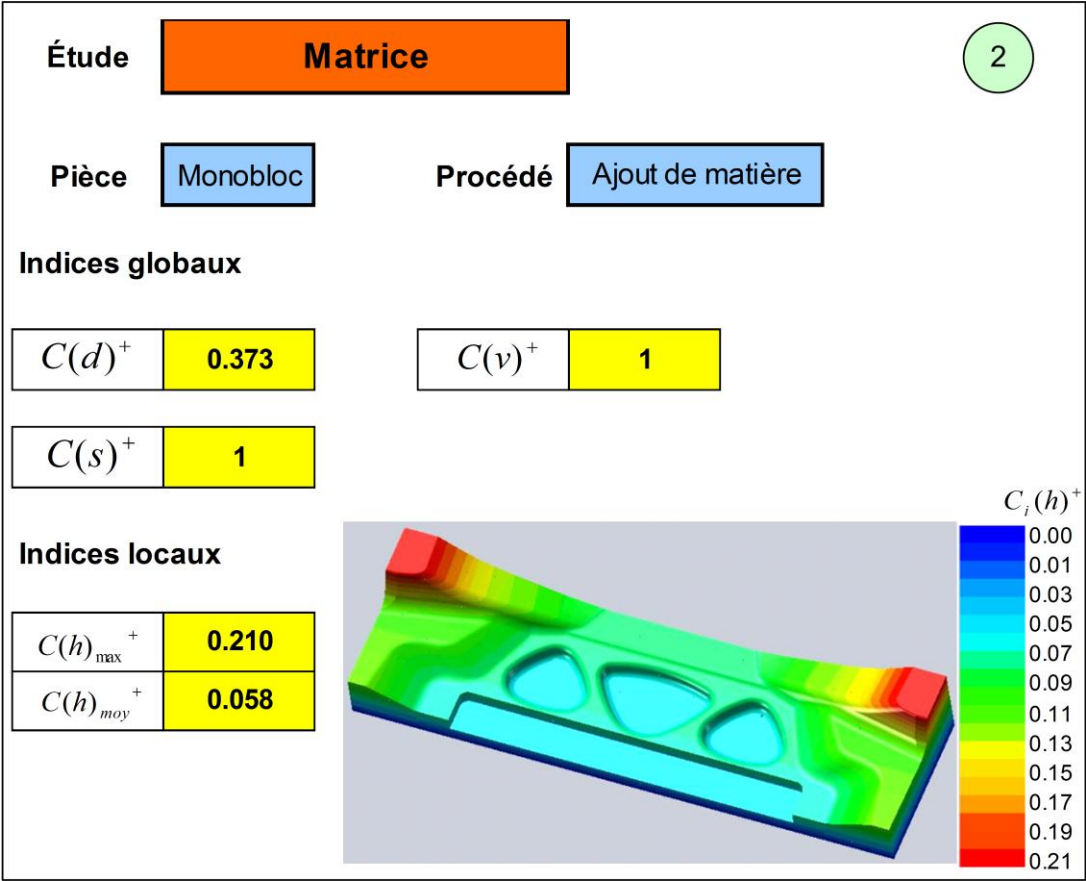 Étude Matrice 2
Pièce Monobloc Procédé Ajout de matière
Indices globaux
C(d)⁺ 0.373 C(v)⁺ 1
C(s)⁺ 1
Indices locaux
C(h)max⁺ 0.210
C(h)moy⁺ 0.058
Cᵢ(h)⁺
0.00
0.01
0.03
0.05
0.07
0.09
0.11
0.13
0.15
0.17
0.19
0.21